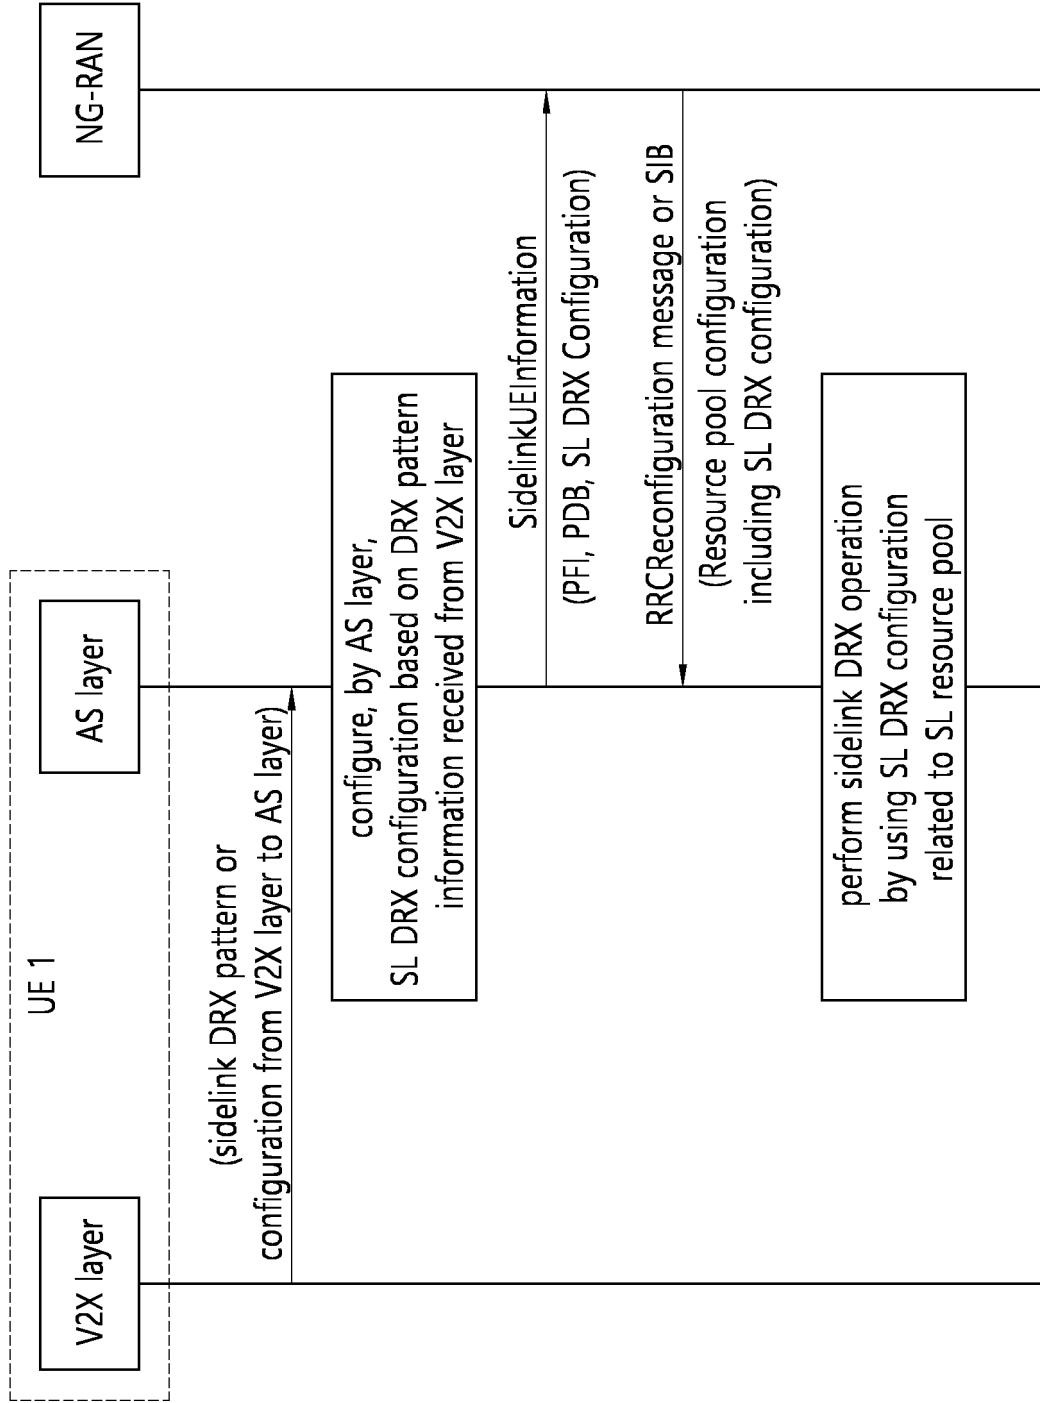 UE 1
V2X layer
AS layer
NG-RAN
(sidelink DRX pattern or
configuration from V2X layer to AS layer)
configure, by AS layer,
SL DRX configuration based on DRX pattern
information received from V2X layer
SidelinkUEInformation
(PFI, PDB, SL DRX Configuration)
RRCReconfiguration message or SIB
(Resource pool configuration
including SL DRX configuration)
perform sidelink DRX operation
by using SL DRX configuration
related to SL resource pool